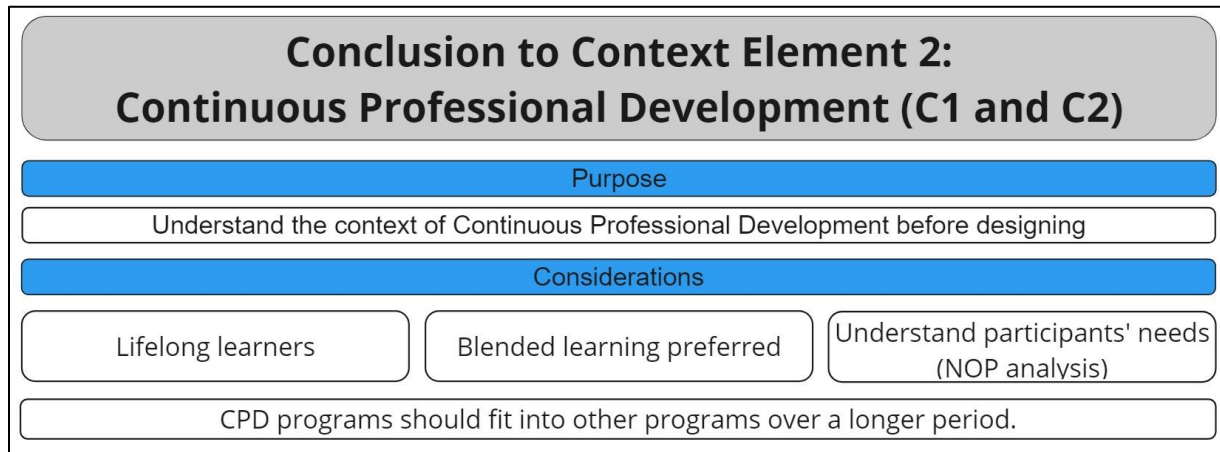 Conclusion to Context Element 2:
Continuous Professional Development (C1 and C2)
Purpose
Understand the context of Continuous Professional Development before designing
Considerations
Lifelong learners
Blended learning preferred
Understand participants' needs
(NOP analysis)
CPD programs should fit into other programs over a longer period.